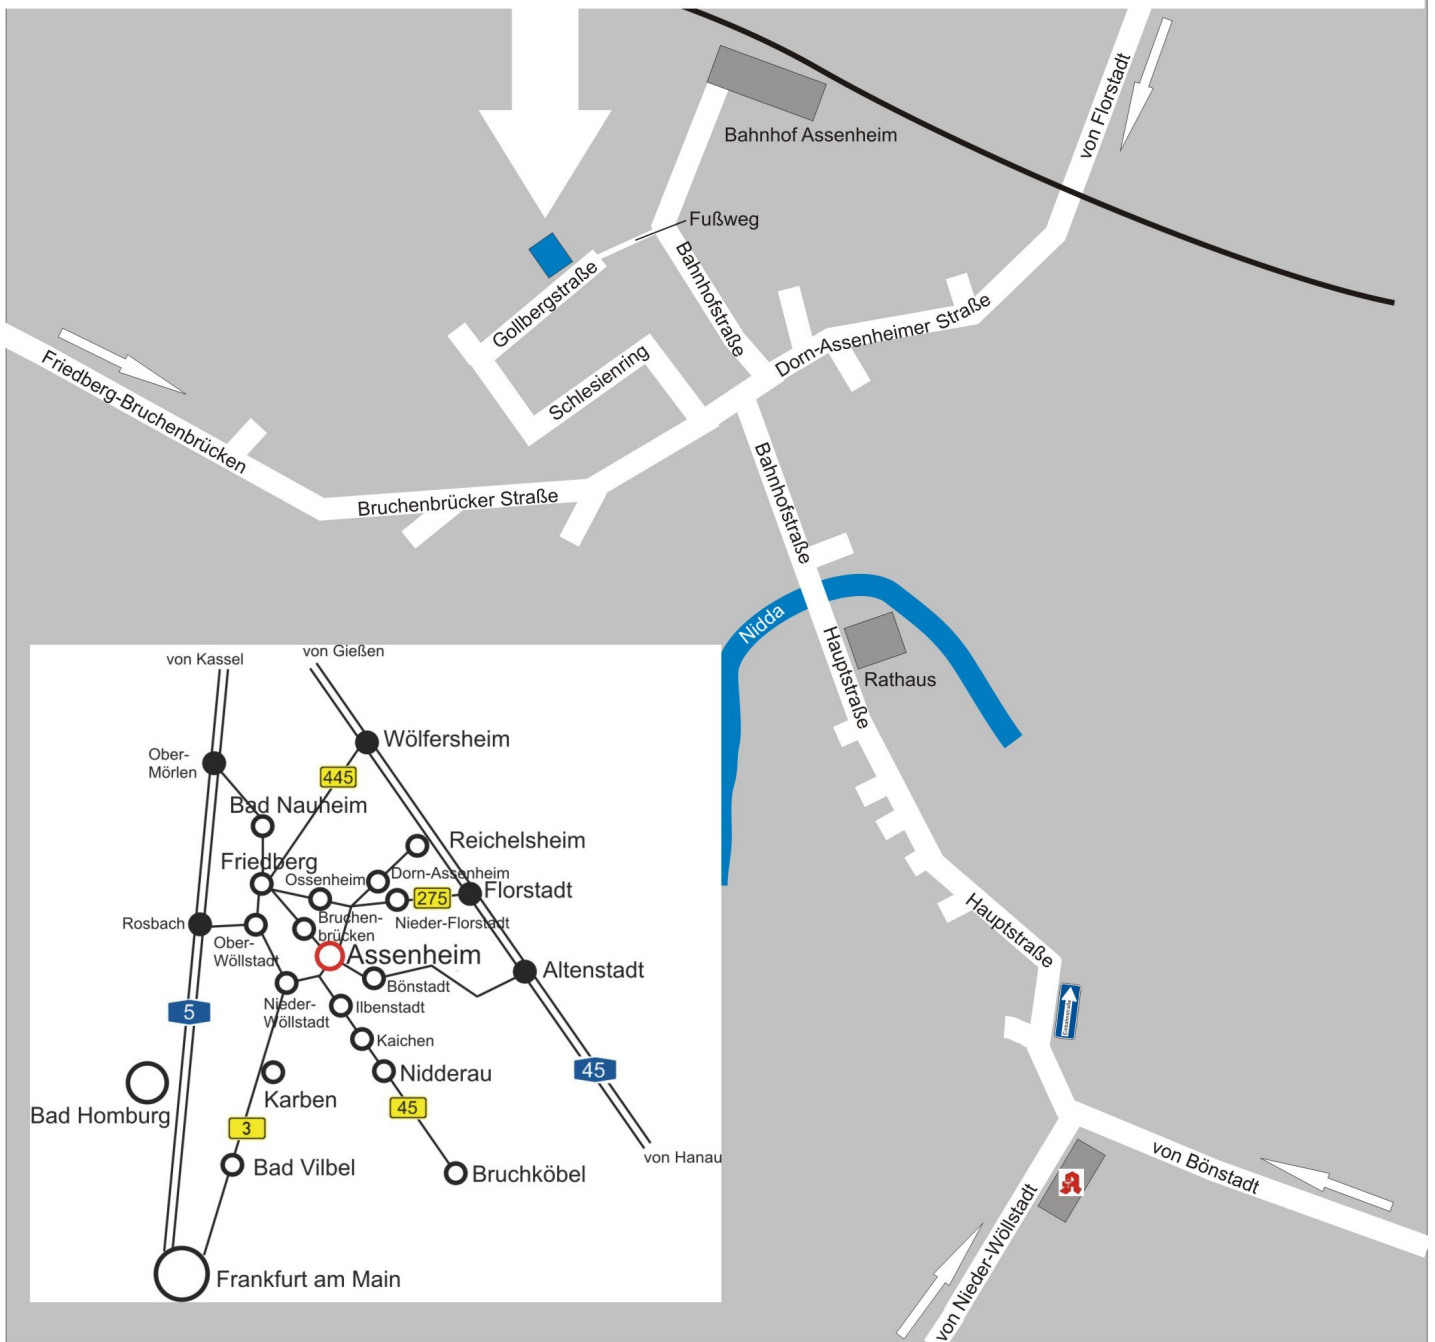 von Florstadt
Bahnhof Assenheim
Fußweg
Bahnhofstraße
Gollbergstraße
Dorn-Assenheimer Straße
Schlesienring
Friedberg-Bruchenbrücken
Bruchenbrücker Straße
Bahnhofstraße
Nidda
Hauptstraße
Rathaus
Hauptstraße
Einbahnstraße
von Bönstadt
von Nieder-Wöllstadt
von Kassel
von Gießen
Wölfersheim
Ober-
Mörlen
445
Bad Nauheim
Reichelsheim
Friedberg
Ossenheim
Dorn-Assenheim
275
Florstadt
Nieder-Florstadt
Rosbach
Bruchen-
brücken
Ober-
Wöllstadt
Assenheim
Altenstadt
Bönstadt
Nieder-
Wöllstadt
Ilbenstadt
5
Kaichen
Nidderau
45
Karben
Bad Homburg
45
3
von Hanau
Bad Vilbel
Bruchköbel
Frankfurt am Main